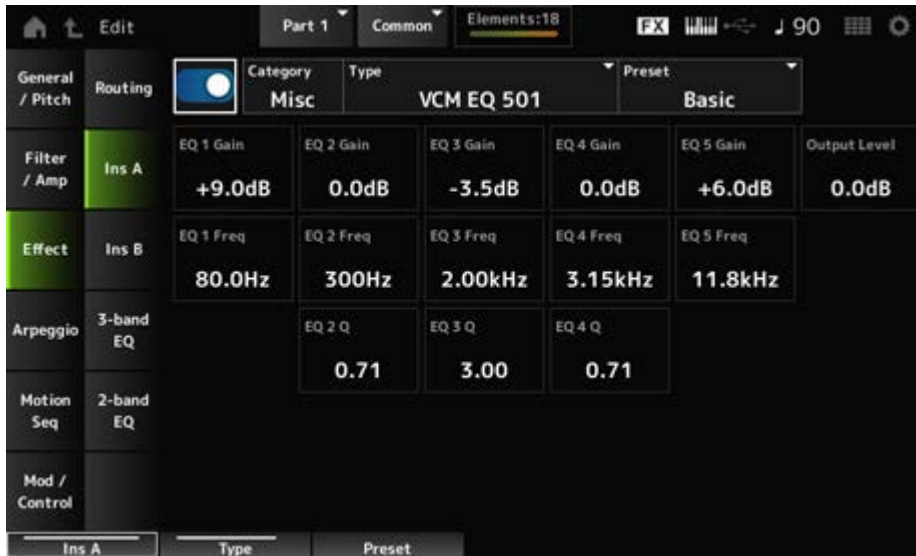 Edit
Part 1
Common
Elements:18
FX
90
General / Pitch
Routing
Category
Misc
Type
VCM EQ 501
Preset
Basic
Filter / Amp
Ins A
EQ 1 Gain
+9.0dB
EQ 2 Gain
0.0dB
EQ 3 Gain
-3.5dB
EQ 4 Gain
0.0dB
EQ 5 Gain
+6.0dB
Output Level
0.0dB
Effect
Ins B
EQ 1 Freq
80.0Hz
EQ 2 Freq
300Hz
EQ 3 Freq
2.00kHz
EQ 4 Freq
3.15kHz
EQ 5 Freq
11.8kHz
Arpeggio
3-band EQ
EQ 2 Q
0.71
EQ 3 Q
3.00
EQ 4 Q
0.71
Motion Seq
2-band EQ
Mod / Control
Ins A
Type
Preset